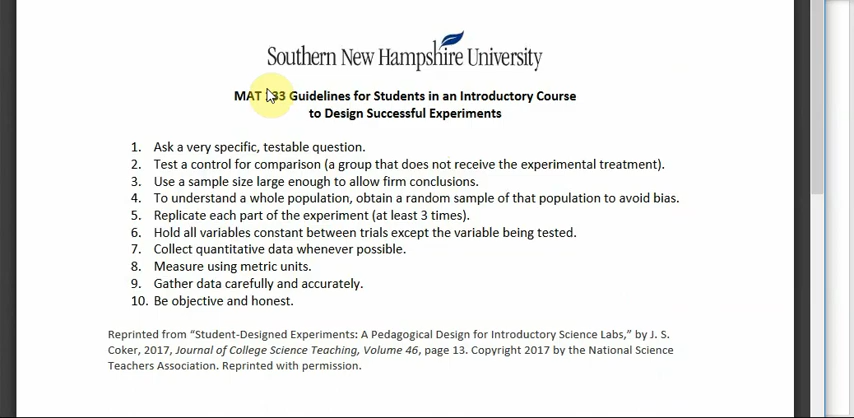 Southern New Hampshire University
MAT 133 Guidelines for Students in an Introductory Course
to Design Successful Experiments
1. Ask a very specific, testable question.
2. Test a control for comparison (a group that does not receive the experimental treatment).
3. Use a sample size large enough to allow firm conclusions.
4. To understand a whole population, obtain a random sample of that population to avoid bias.
5. Replicate each part of the experiment (at least 3 times).
6. Hold all variables constant between trials except the variable being tested.
7. Collect quantitative data whenever possible.
8. Measure using metric units.
9. Gather data carefully and accurately.
10. Be objective and honest.
Reprinted from “Student-Designed Experiments: A Pedagogical Design for Introductory Science Labs,” by J. S.
Coker, 2017, Journal of College Science Teaching, Volume 46, page 13. Copyright 2017 by the National Science
Teachers Association. Reprinted with permission.